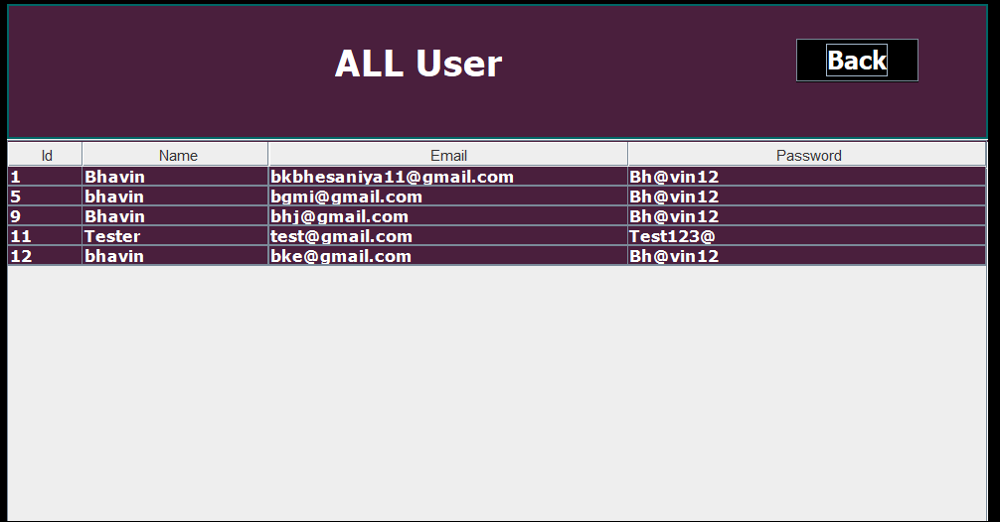 ALL User
Back
Id Name Email Password
1 Bhavin bkbhesaniya11@gmail.com Bh@vin12
5 bhavin bgmi@gmail.com Bh@vin12
9 Bhavin bhj@gmail.com Bh@vin12
11 Tester test@gmail.com Test123@
12 bhavin bke@gmail.com Bh@vin12